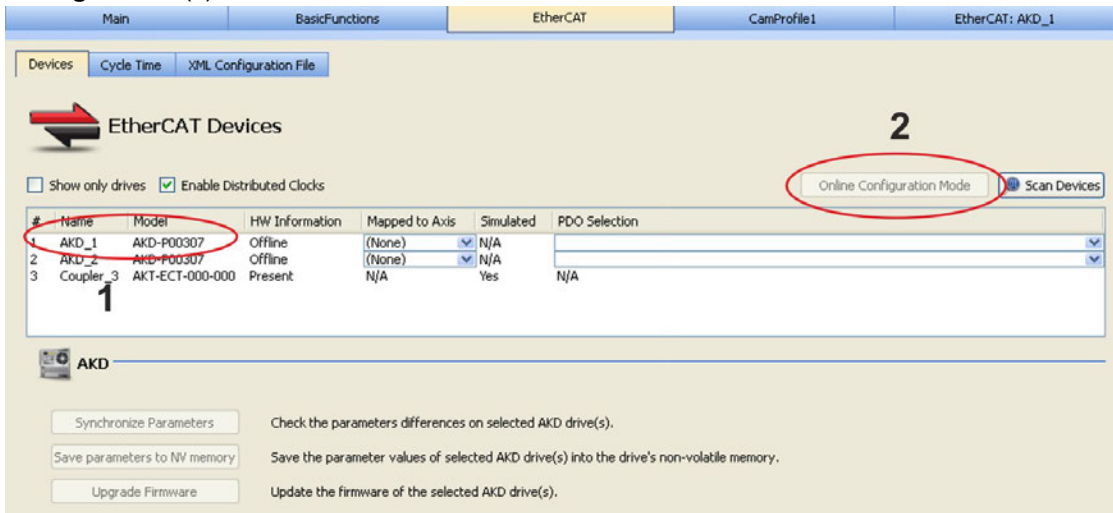 Main BasicFunctions EtherCAT CamProfile1 EtherCAT: AKD_1
Devices Cycle Time XML Configuration File
EtherCAT Devices
2
Show only drives Enable Distributed Clocks Online Configuration Mode Scan Devices
# Name Model HW Information Mapped to Axis Simulated PDO Selection
1 AKD_1 AKD-P00307 Offline (None) N/A
2 AKD_2 AKD-P00307 Offline (None) N/A
3 Coupler_3 AKT-ECT-000-000 Present N/A Yes N/A
1
AKD
Synchronize Parameters Check the parameters differences on selected AKD drive(s).
Save parameters to NV memory Save the parameter values of selected AKD drive(s) into the drive's non-volatile memory.
Upgrade Firmware Update the firmware of the selected AKD drive(s).